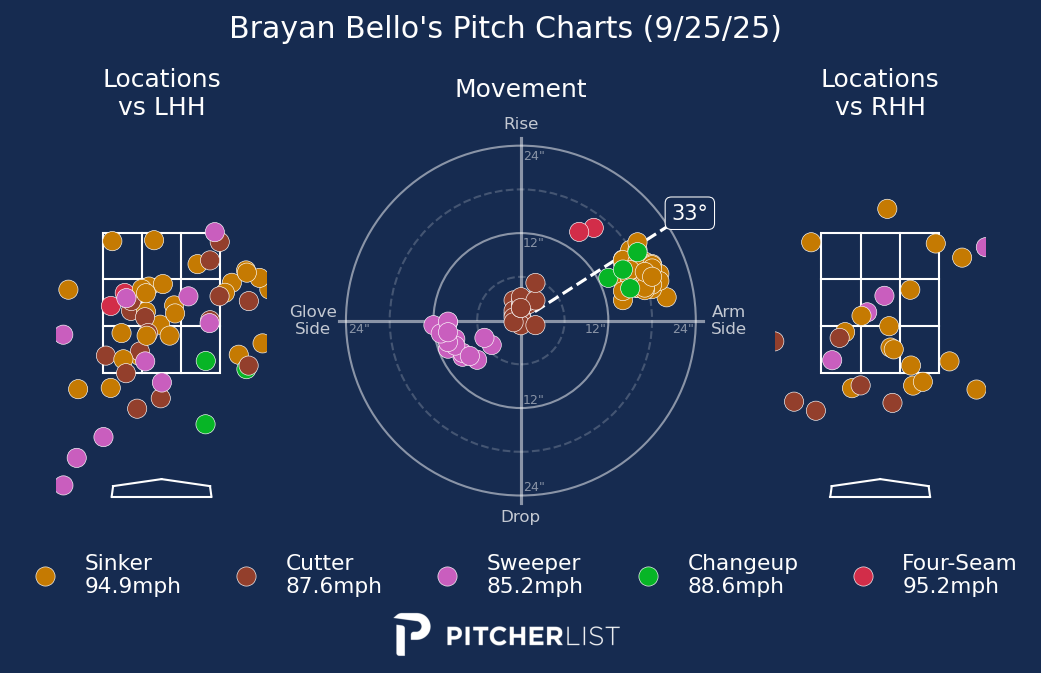 Brayan Bello's Pitch Charts (9/25/25)
Locations
vs LHH
Movement
Locations
vs RHH
Rise
24"
33°
12"
Glove
Side
24"
12"
24"
Arm
Side
12"
24"
Drop
Sinker
94.9mph
Cutter
87.6mph
Sweeper
85.2mph
Changeup
88.6mph
Four-Seam
95.2mph
PITCHERLIST